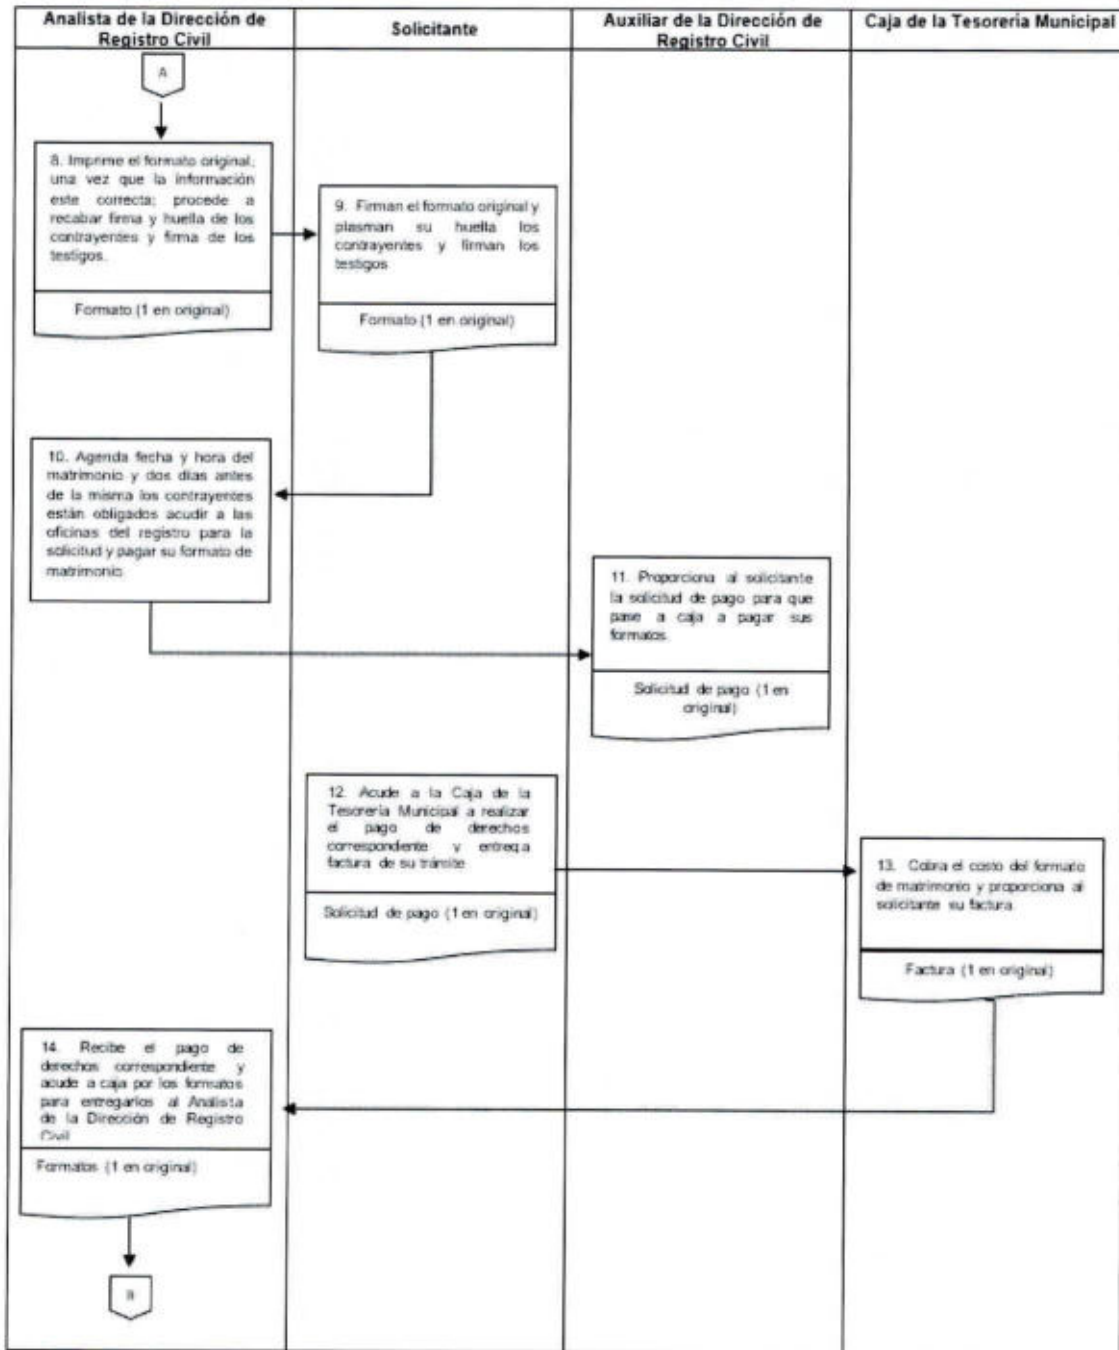 Analista de la Dirección de
Registro Civil
Solicitante
Auxiliar de la Dirección de
Registro Civil
Caja de la Tesorería Municipal
A
8. Imprime el formato original,
una vez que la información
este correcta; procede a
recabar firma y huella de los
contrayentes y firma de los
testigos.
Formato (1 en original)
9. Firman el formato original y
plasman su huella los
contrayentes y firman los
testigos
Formato (1 en original)
10. Agenda fecha y hora del
matrimonio y dos días antes
de la misma los contrayentes
están obligados acudir a las
oficinas del registro para la
solicitud y pagar su formato de
matrimonio
11. Proporciona al solicitante
la solicitud de pago para que
pase a caja a pagar sus
formatos
Solicitud de pago (1 en
original)
12. Acude a la Caja de la
Tesorería Municipal a realizar
el pago de derechos
correspondiente y entrega
factura de su trámite
Solicitud de pago (1 en original)
13. Cobra el costo del formato
de matrimonio y proporciona al
solicitante su factura
Factura (1 en original)
14. Recibe el pago de
derechos correspondiente y
acude a caja por los formatos
para entregarlos al Analista
de la Dirección de Registro
Civil
Formatos (1 en original)
B